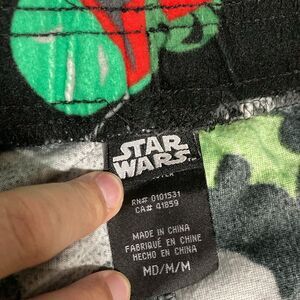 STAR
WARS
RN# 0101531
CA# 41859
MADE IN CHINA
FABRIQUÉ EN CHINE
HECHO EN CHINA
MD/M/M